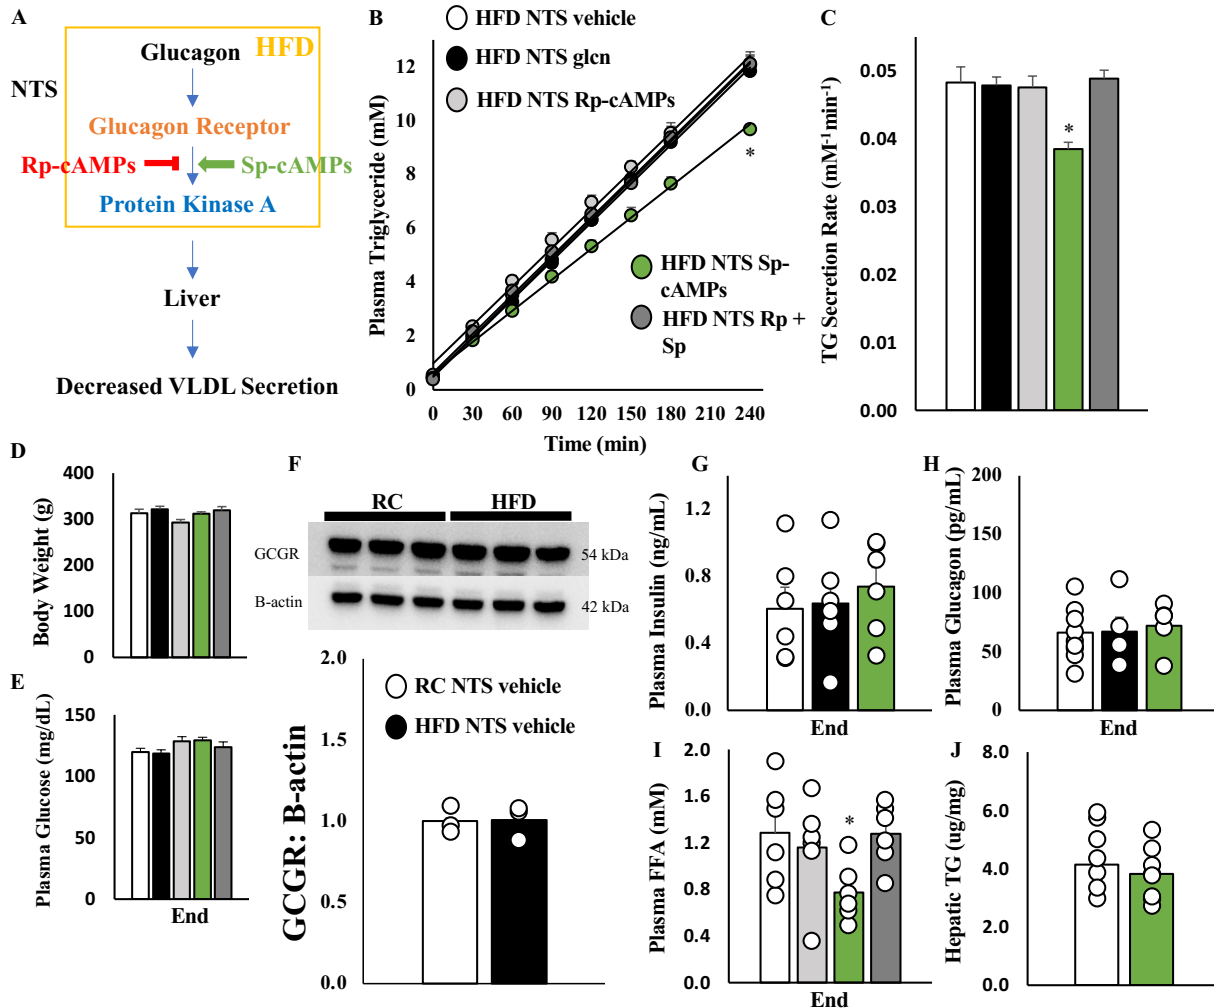 A
Glucagon
HFD
NTS
Glucagon Receptor
Rp-cAMPs
Sp-cAMPs
Protein Kinase A
Liver
Decreased VLDL Secretion
B
HFD NTS vehicle
HFD NTS glcn
HFD NTS Rp-cAMPs
HFD NTS Sp-
cAMPs
HFD NTS Rp +
Sp
*
Plasma Triglyceride (mM)
12
10
8
6
4
2
0
0 30 60 90 120 150 180 210 240
Time (min)
C
TG Secretion Rate (mM⁻¹min⁻¹)
0.05
0.04
0.03
0.02
0.01
0.00
*
D
Body Weight (g)
400
300
200
100
0
E
Plasma Glucose (mg/dL)
150
100
50
0
End
F
RC HFD
GCGR 54 kDa
B-actin 42 kDa
GCGR: B-actin
2.0
1.5
1.0
0.5
0.0
RC NTS vehicle
HFD NTS vehicle
G
Plasma Insulin (ng/mL)
1.2
0.9
0.6
0.3
0.0
End
H
Plasma Glucagon (pg/mL)
200
150
100
50
0
End
I
Plasma FFA (mM)
2.0
1.6
1.2
0.8
0.4
0.0
*
End
J
Hepatic TG (ug/mg)
8.0
6.0
4.0
2.0
0.0